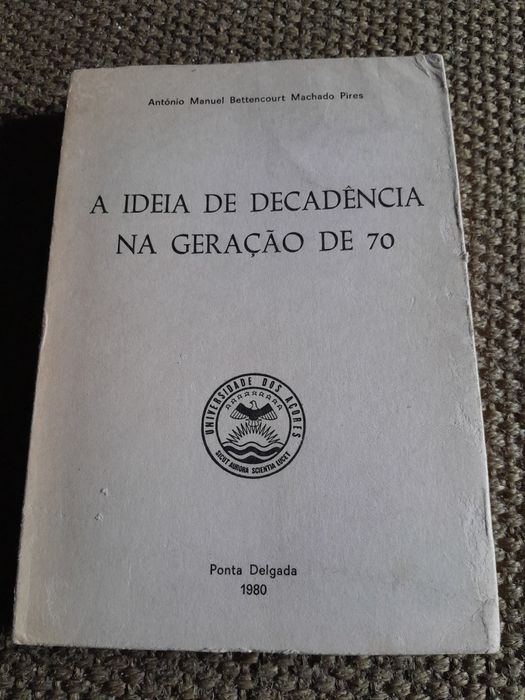 António Manuel Bettencourt Machado Pires
A IDEIA DE DECADÊNCIA
NA GERAÇÃO DE 70
UNIVERSIDADE DOS AÇORES
SICUT AURORA SCIENTIA LUCET
Ponta Delgada
1980